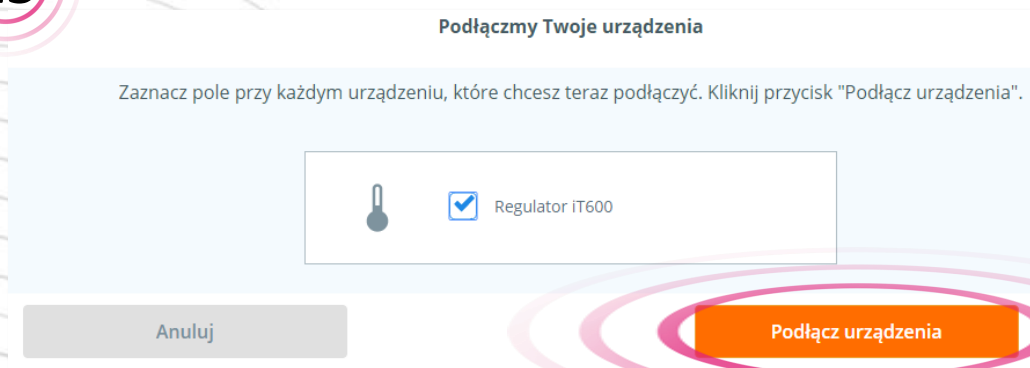 Podłączmy Twoje urządzenia
Zaznacz pole przy każdym urządzeniu, które chcesz teraz podłączyć. Kliknij przycisk "Podłącz urządzenia".
Regulator iT600
Anuluj
Podłącz urządzenia